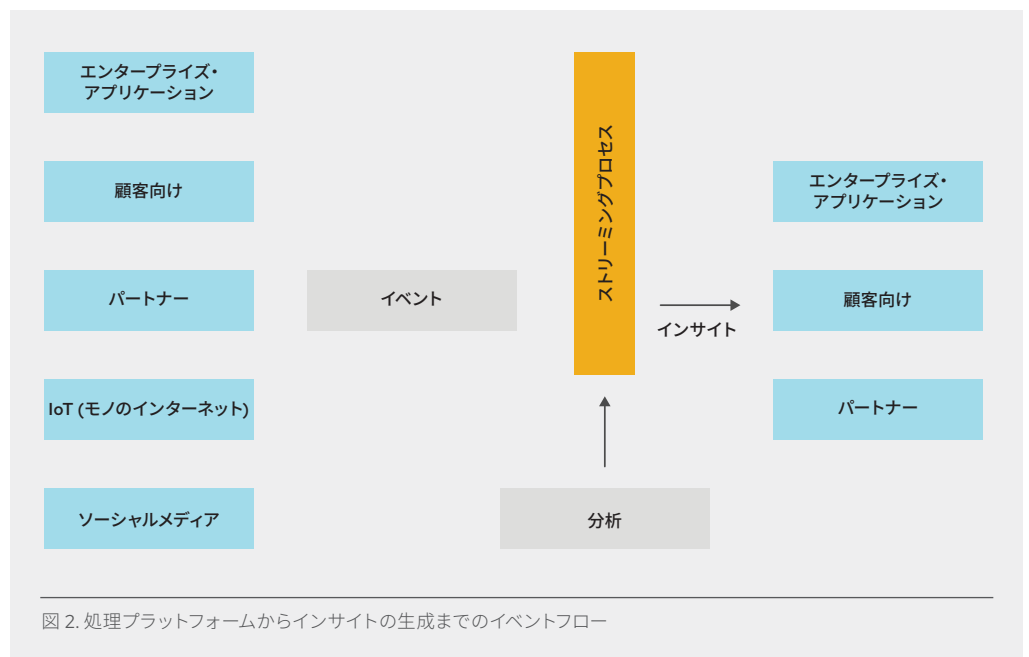 エンタープライズ・
アプリケーション
顧客向け
パートナー
IoT (モノのインターネット)
ソーシャルメディア
イベント
ストリーミングプロセス
分析
インサイト
エンタープライズ・
アプリケーション
顧客向け
パートナー
図 2. 処理プラットフォームからインサイトの生成までのイベントフロー